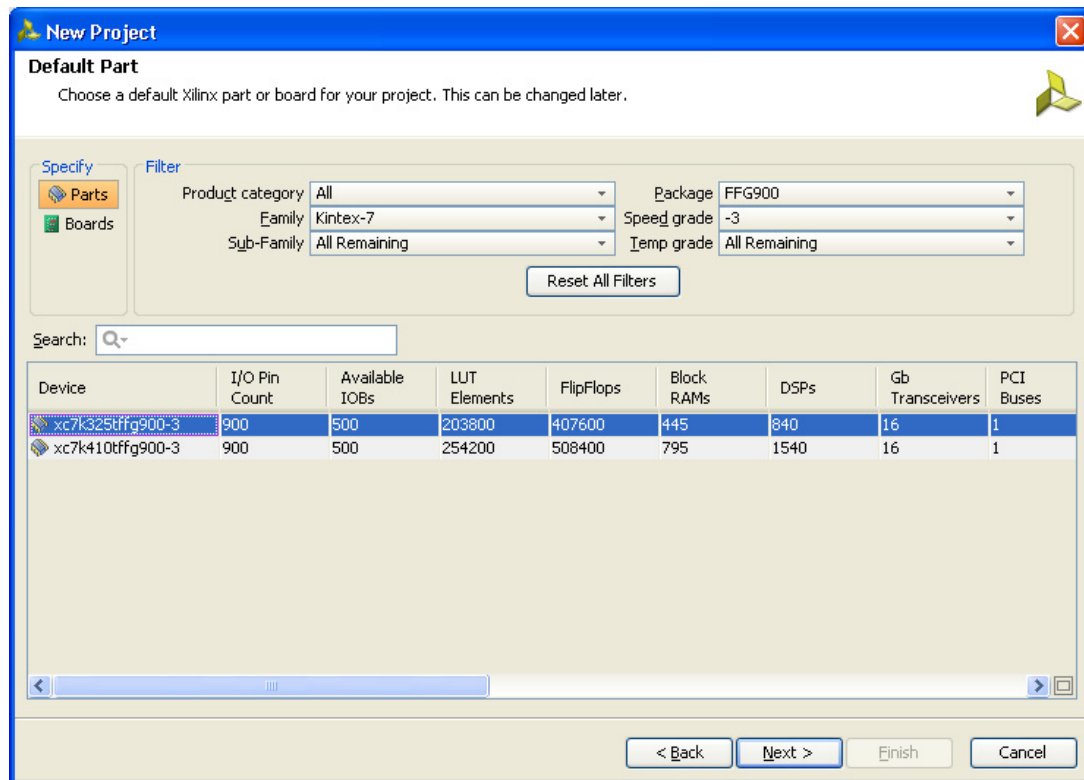 New Project
Default Part
Choose a default Xilinx part or board for your project. This can be changed later.
Specify
Parts
Boards
Filter
Product category All
Package FFG900
Family Kintex-7
Speed grade -3
Sub-Family All Remaining
Temp grade All Remaining
Reset All Filters
Search:
Device I/O Pin Count Available IOBs LUT Elements FlipFlops Block RAMs DSPs Gb Transceivers PCI Buses
xc7k325tffg900-3 900 500 203800 407600 445 840 16 1
xc7k410tffg900-3 900 500 254200 508400 795 1540 16 1
< Back Next > Finish Cancel